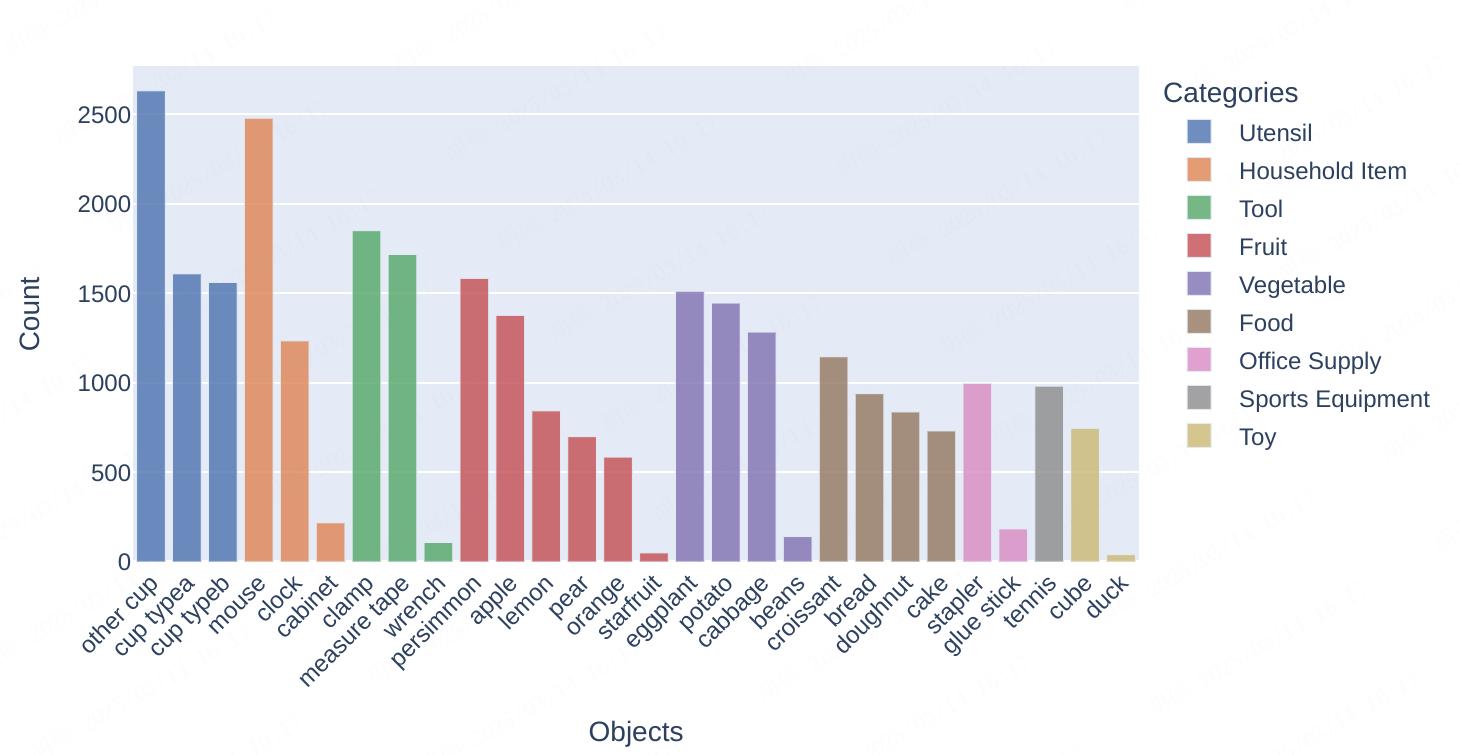 Categories
Utensil
Household Item
Tool
Fruit
Vegetable
Food
Office Supply
Sports Equipment
Toy
Count
2500
2000
1500
1000
500
0
other cup
cup typea
cup typeb
mouse
clock
cabinet
clamp
measure tape
wrench
persimmon
apple
lemon
pear
orange
starfruit
eggplant
potato
cabbage
beans
croissant
bread
doughnut
cake
stapler
glue stick
tennis
cube
duck
Objects